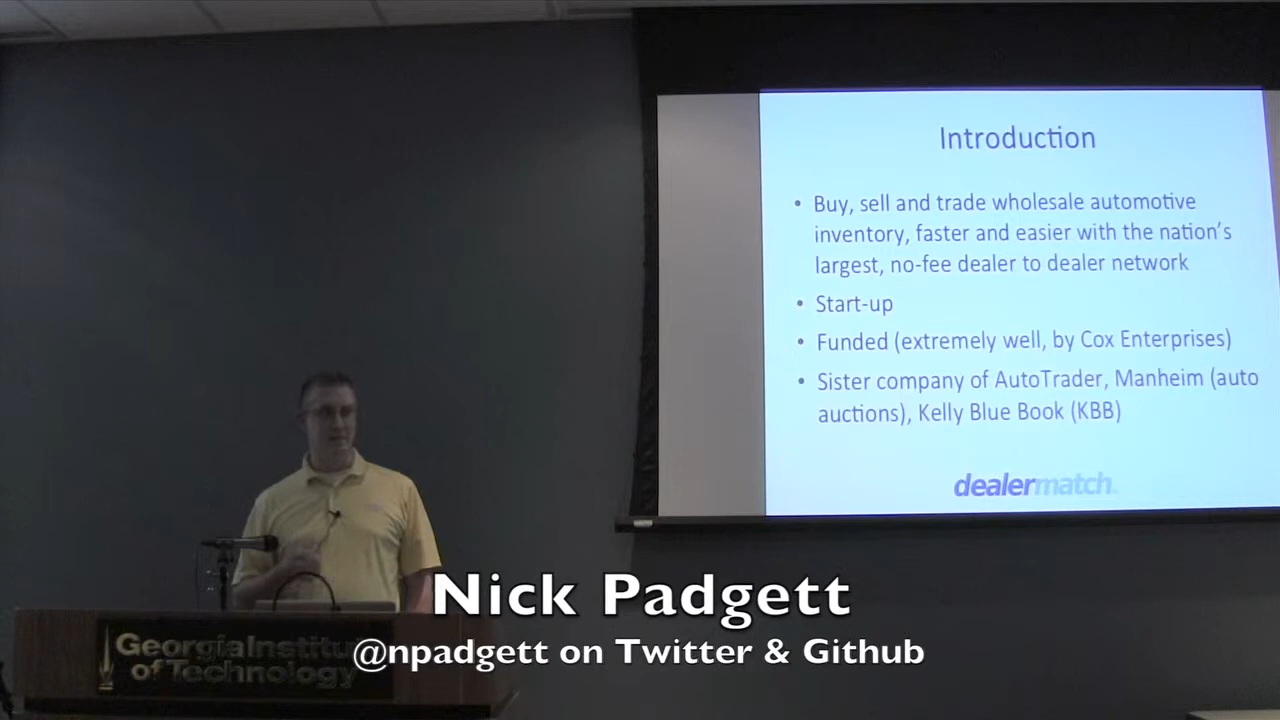 Introduction
• Buy, sell and trade wholesale automotive
inventory, faster and easier with the nation's
largest, no-fee dealer to dealer network
• Start-up
• Funded (extremely well, by Cox Enterprises)
• Sister company of AutoTrader, Manheim (auto
auctions), Kelly Blue Book (KBB)
dealermatch
Nick Padgett
@npadgett on Twitter & Github
GeorgiaInstitu
of Technology